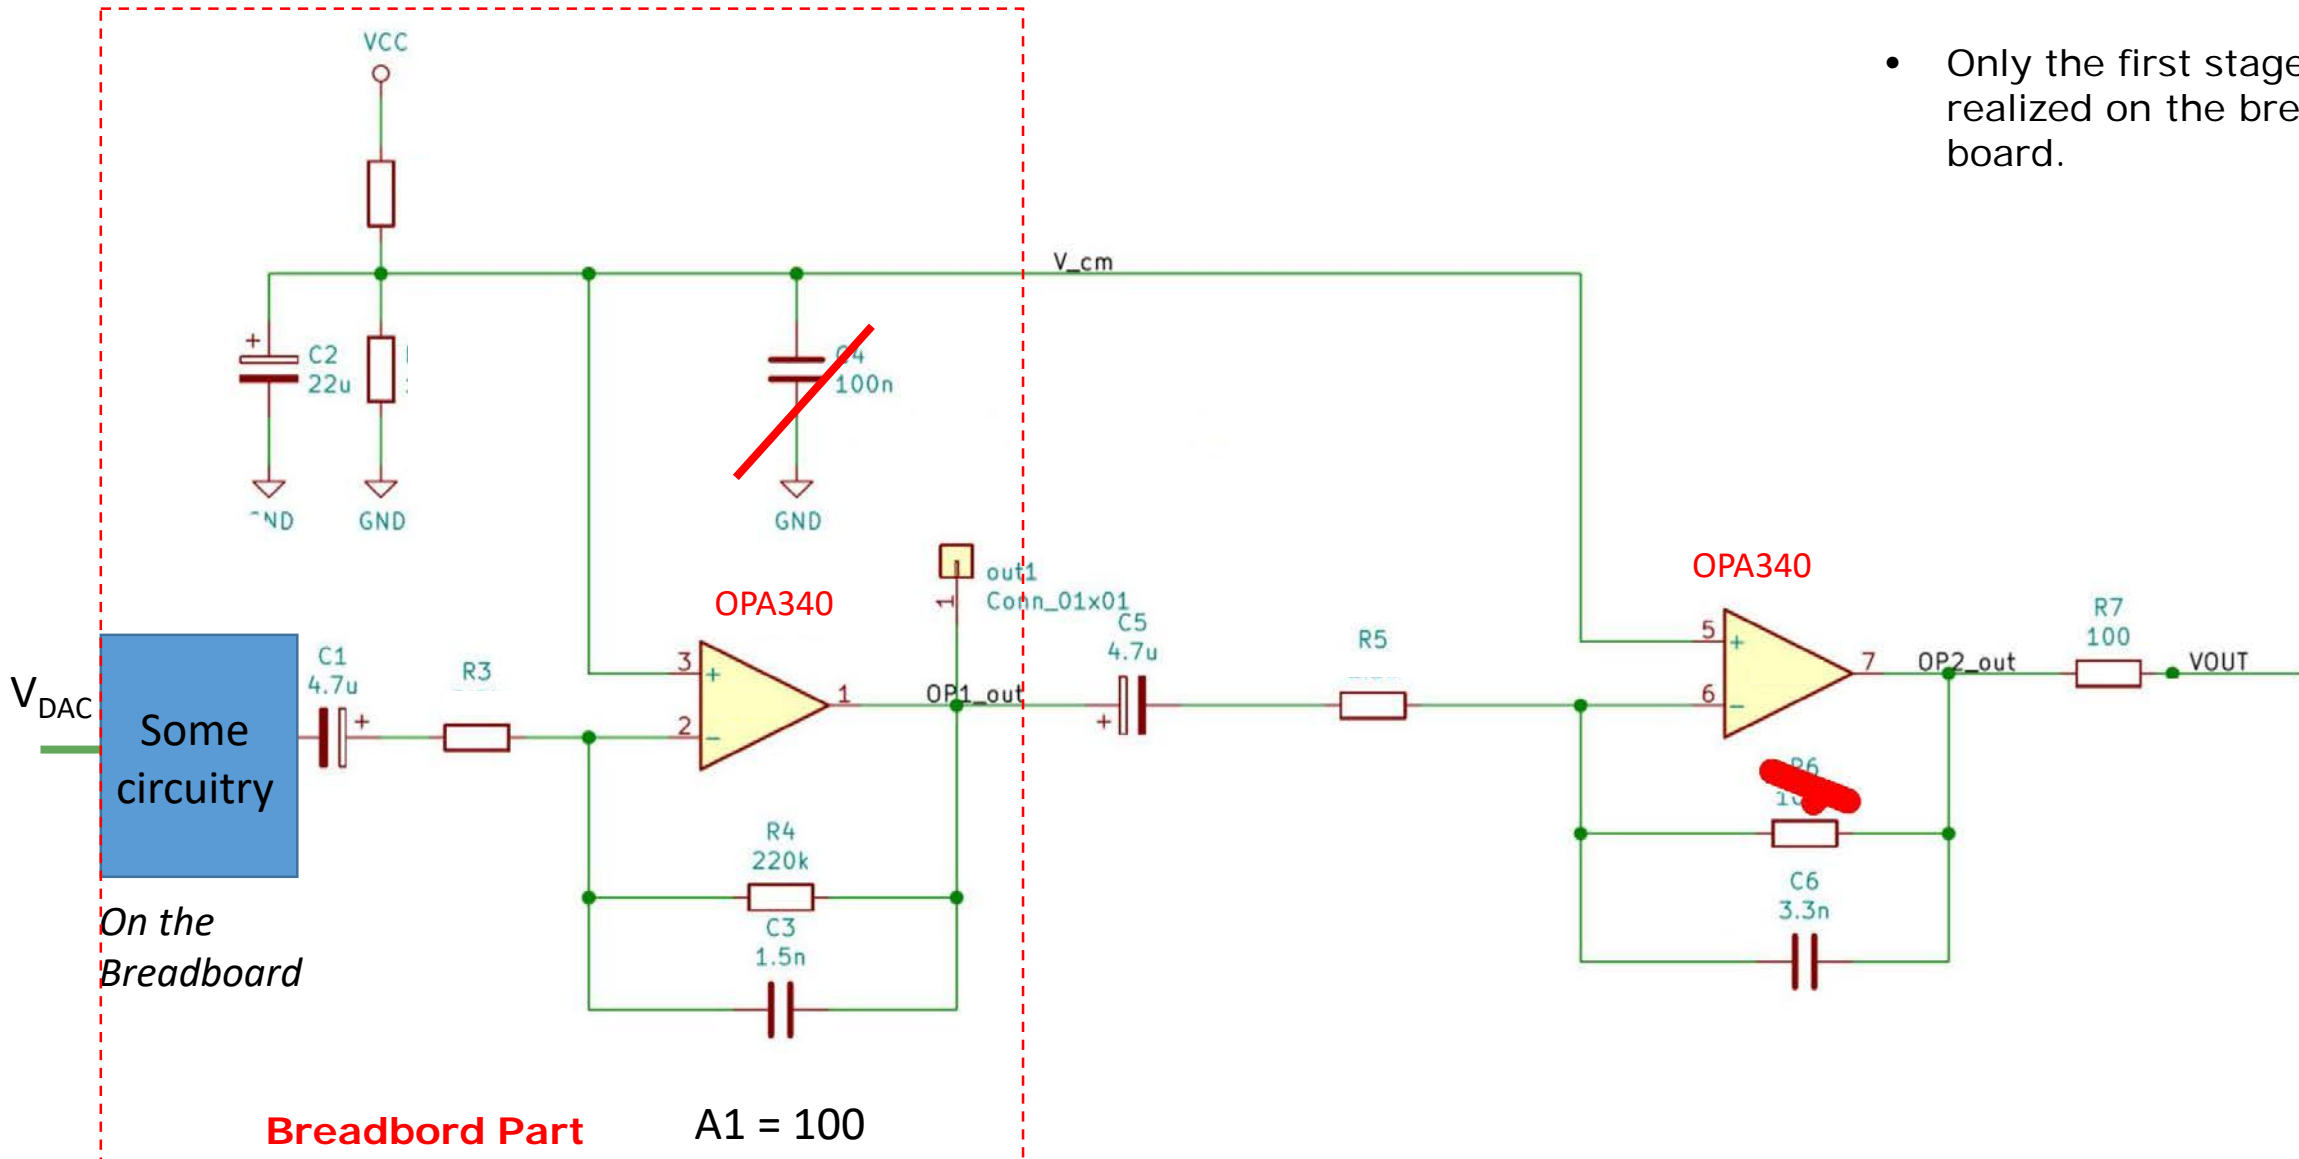 VCC
• Only the first stage
realized on the bre
board.
V_cm
+
C2
22u
100n
GND
GND
OPA340
out1
Conn_01x01
1
OPA340
C1
4.7u
R3
3
+
2
−
1
OP1_out
C5
4.7u
+
R5
5
+
6
−
7
OP2_out
R7
100
VOUT
VDAC
Some
circuitry
+
R4
220k
C3
1.5n
C6
3.3n
On the
Breadboard
Breadbord Part
A1 = 100